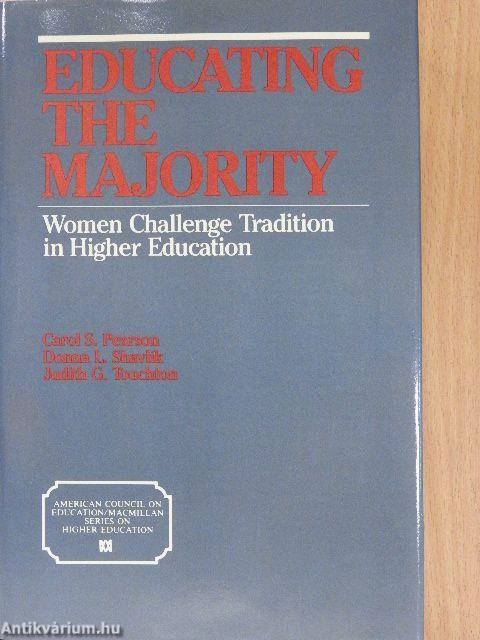 EDUCATING
THE
MAJORITY
Women Challenge Tradition
in Higher Education
Carol S. Pearson
Donna L. Shavlik
Judith G. Touchton
AMERICAN COUNCIL ON
EDUCATION/MACMILLAN
SERIES ON
HIGHER EDUCATION
Antikvárium.hu